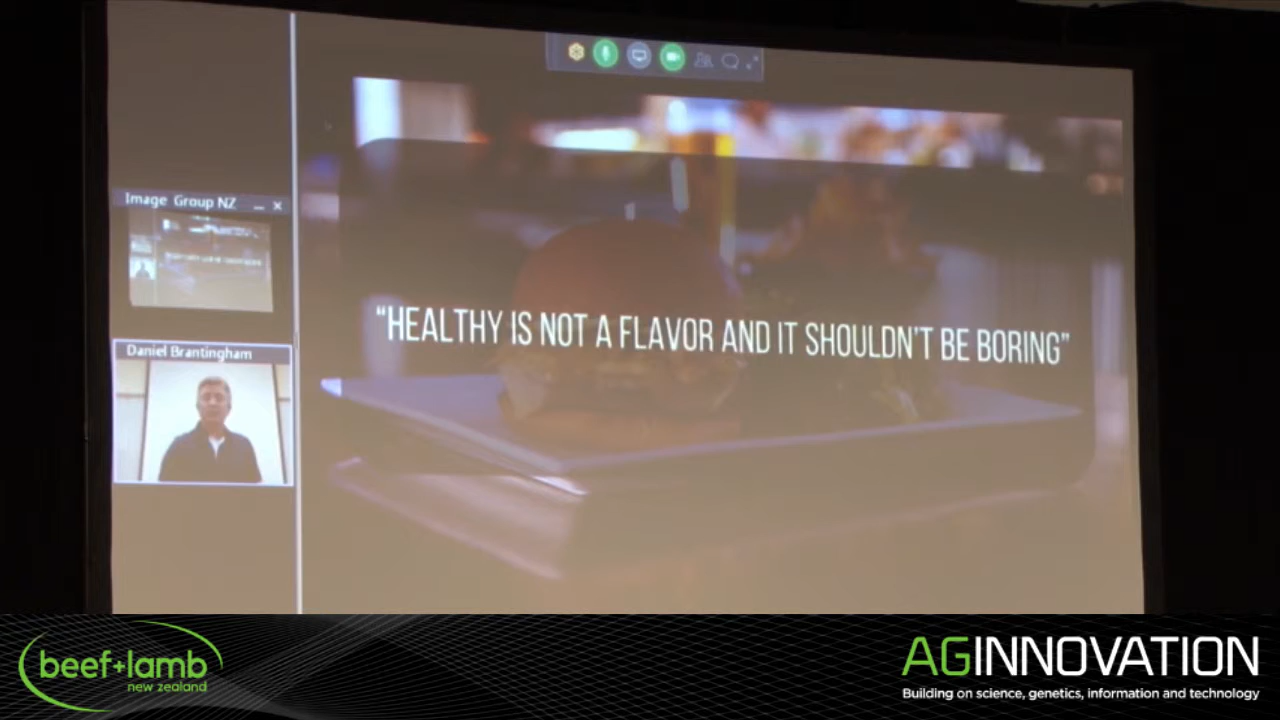 Image Group NZ
Daniel Brantingham
“HEALTHY IS NOT A FLAVOR AND IT SHOULDN'T BE BORING”
beef+lamb
new zealand
AGINNOVATION
Building on science, genetics, information and technology